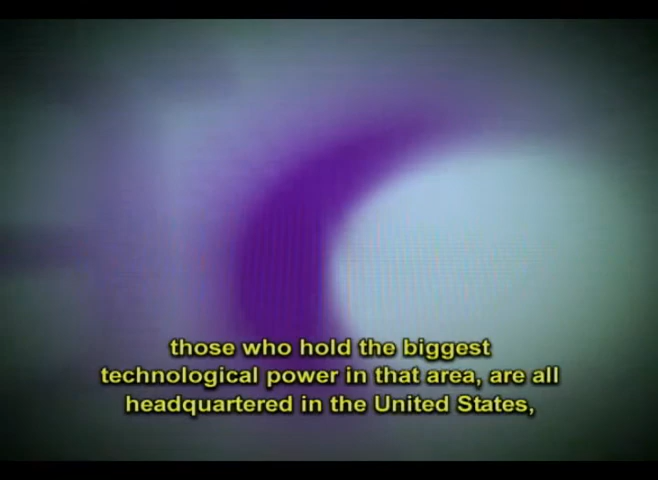 those who hold the biggest
technological power in that area, are all
headquartered in the United States,